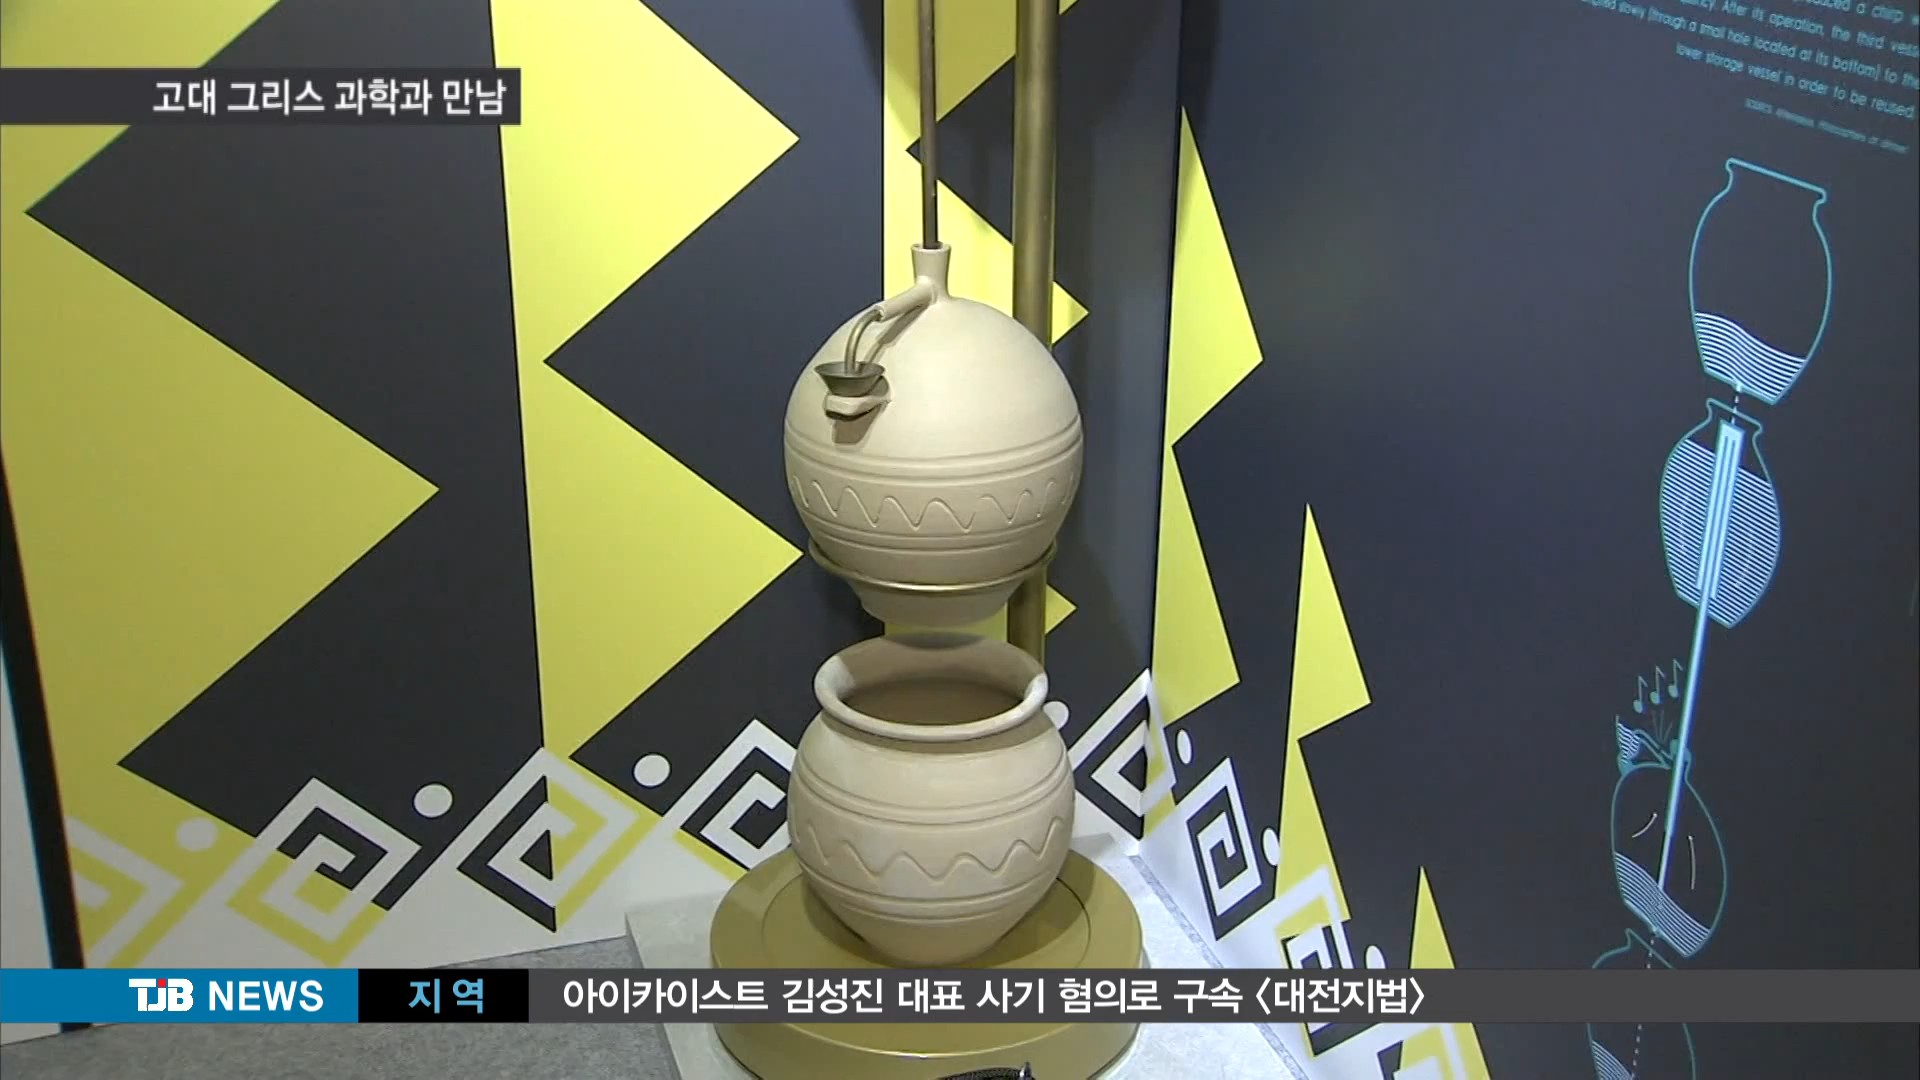 고대 그리스 과학과 만남
duced a chirp
After its operation, the third
slowly (through a small hole located at its bottom) to the
lower storage vessel in order to be reused
TJB NEWS 지역 아이카이스트 김성진 대표 사기 혐의로 구속 <대전지법>